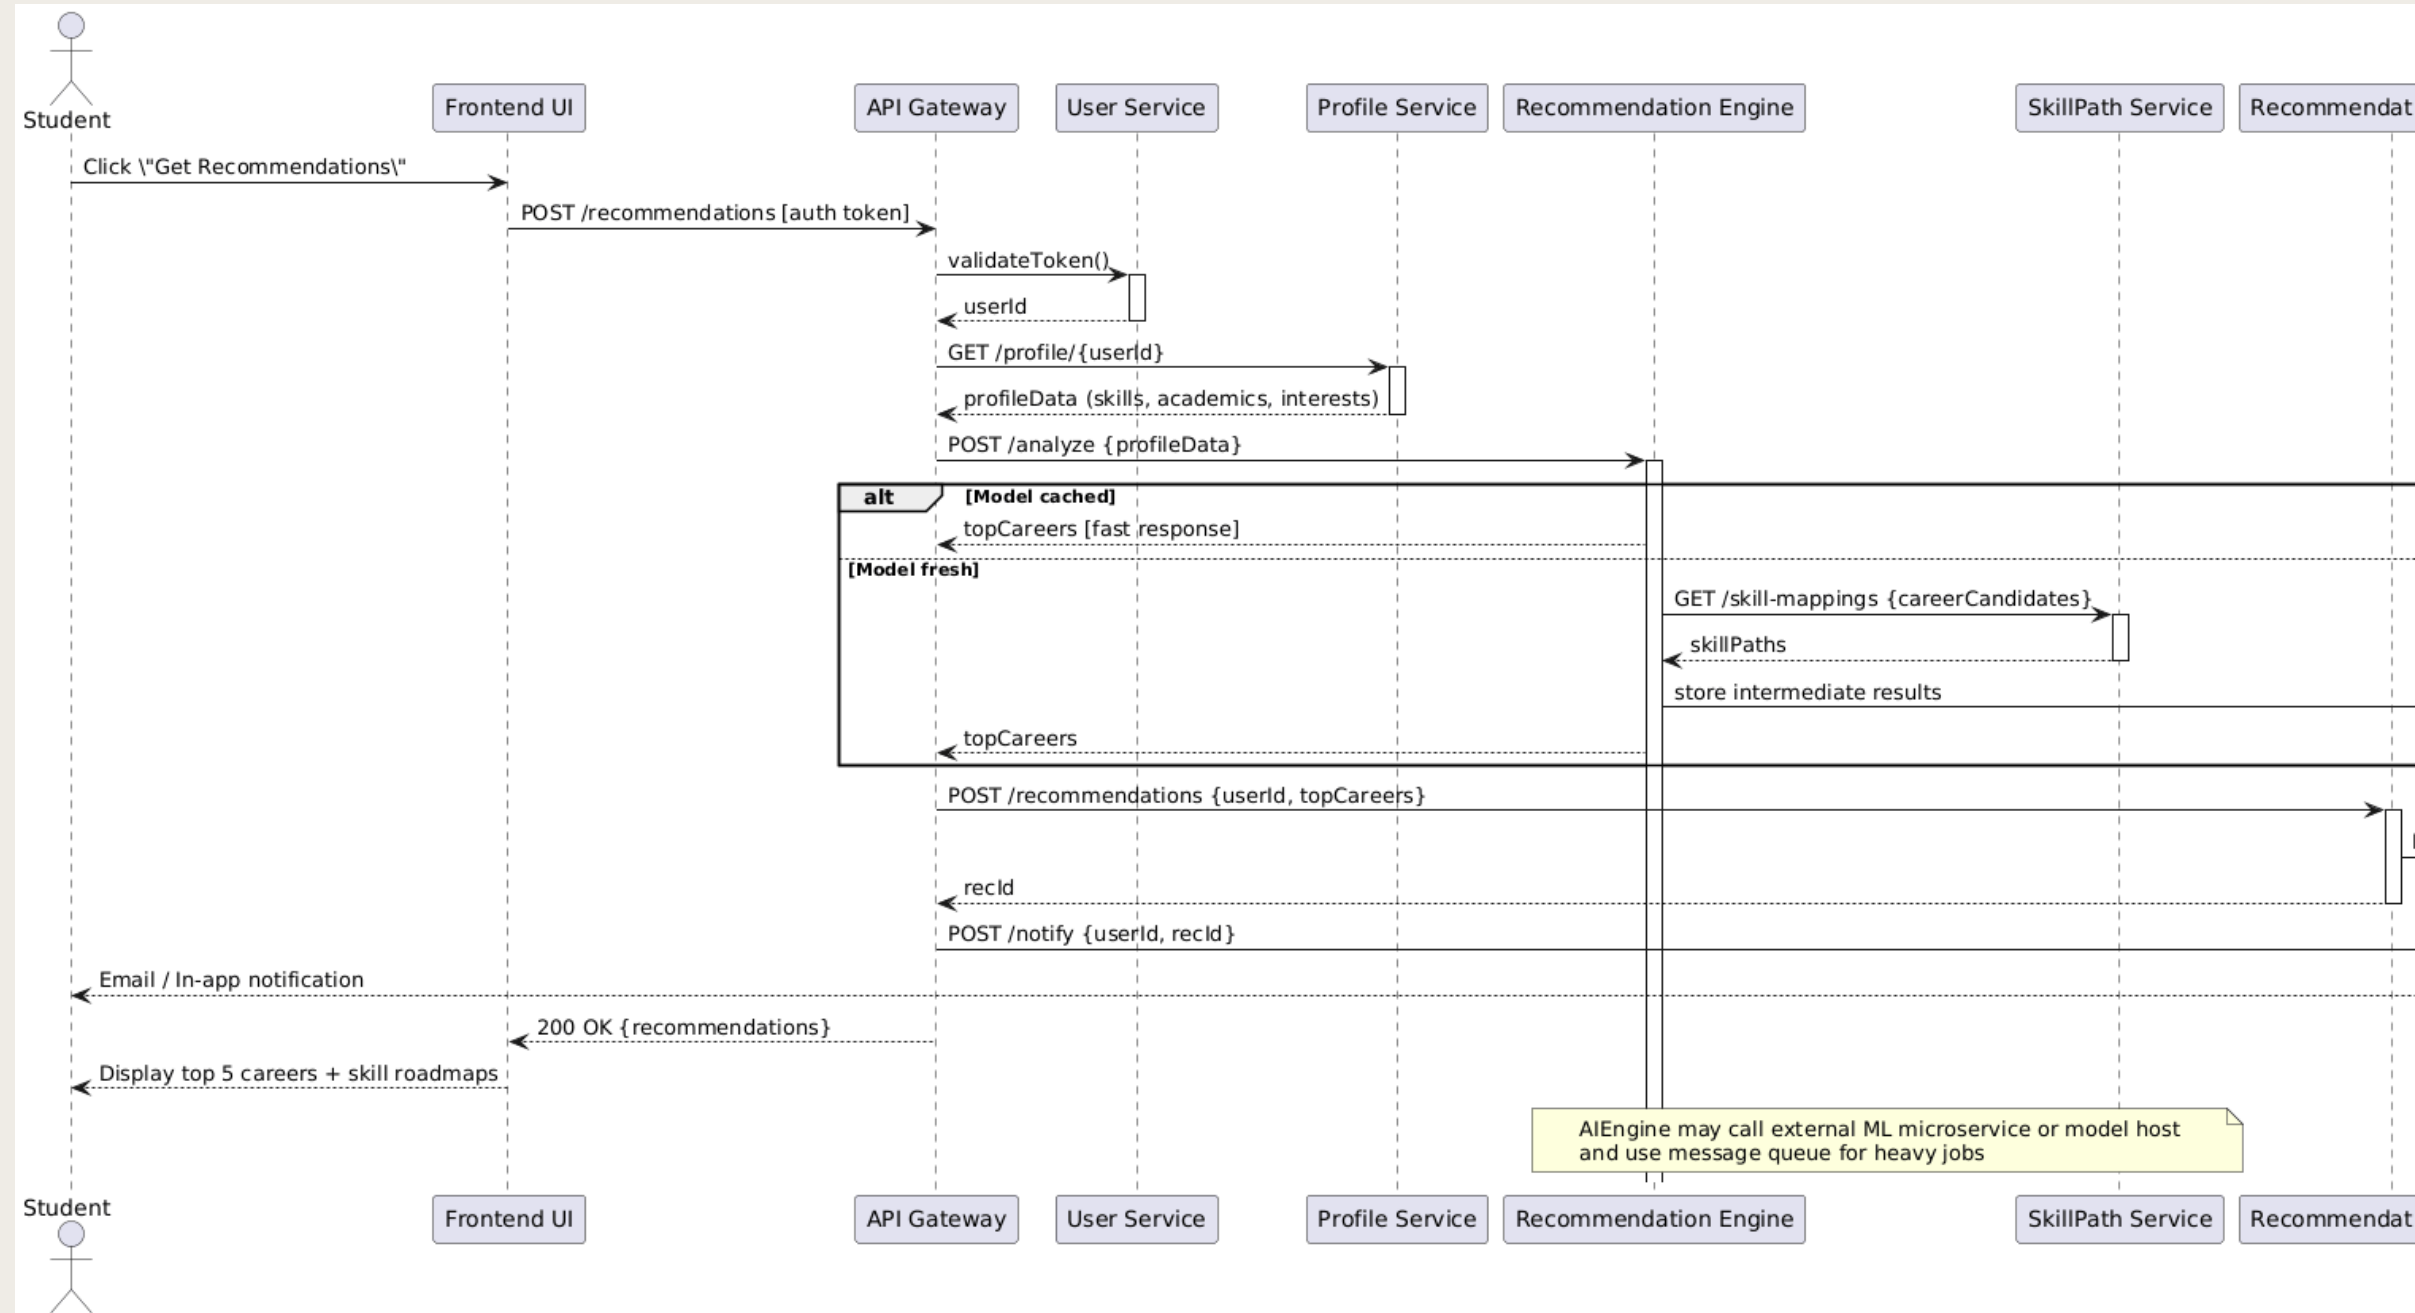 Student
Frontend UI
API Gateway
User Service
Profile Service
Recommendation Engine
SkillPath Service
Recommendat
Click \"Get Recommendations\"
POST /recommendations [auth token]
validateToken()
userId
GET /profile/{userId}
profileData (skills, academics, interests)
POST /analyze {profileData}
alt
[Model cached]
topCareers [fast response]
[Model fresh]
GET /skill-mappings {careerCandidates}
skillPaths
store intermediate results
topCareers
POST /recommendations {userId, topCareers}
recId
POST /notify {userId, recId}
Email / In-app notification
200 OK {recommendations}
Display top 5 careers + skill roadmaps
AIEngine may call external ML microservice or model host
and use message queue for heavy jobs
Student
Frontend UI
API Gateway
User Service
Profile Service
Recommendation Engine
SkillPath Service
Recommendat